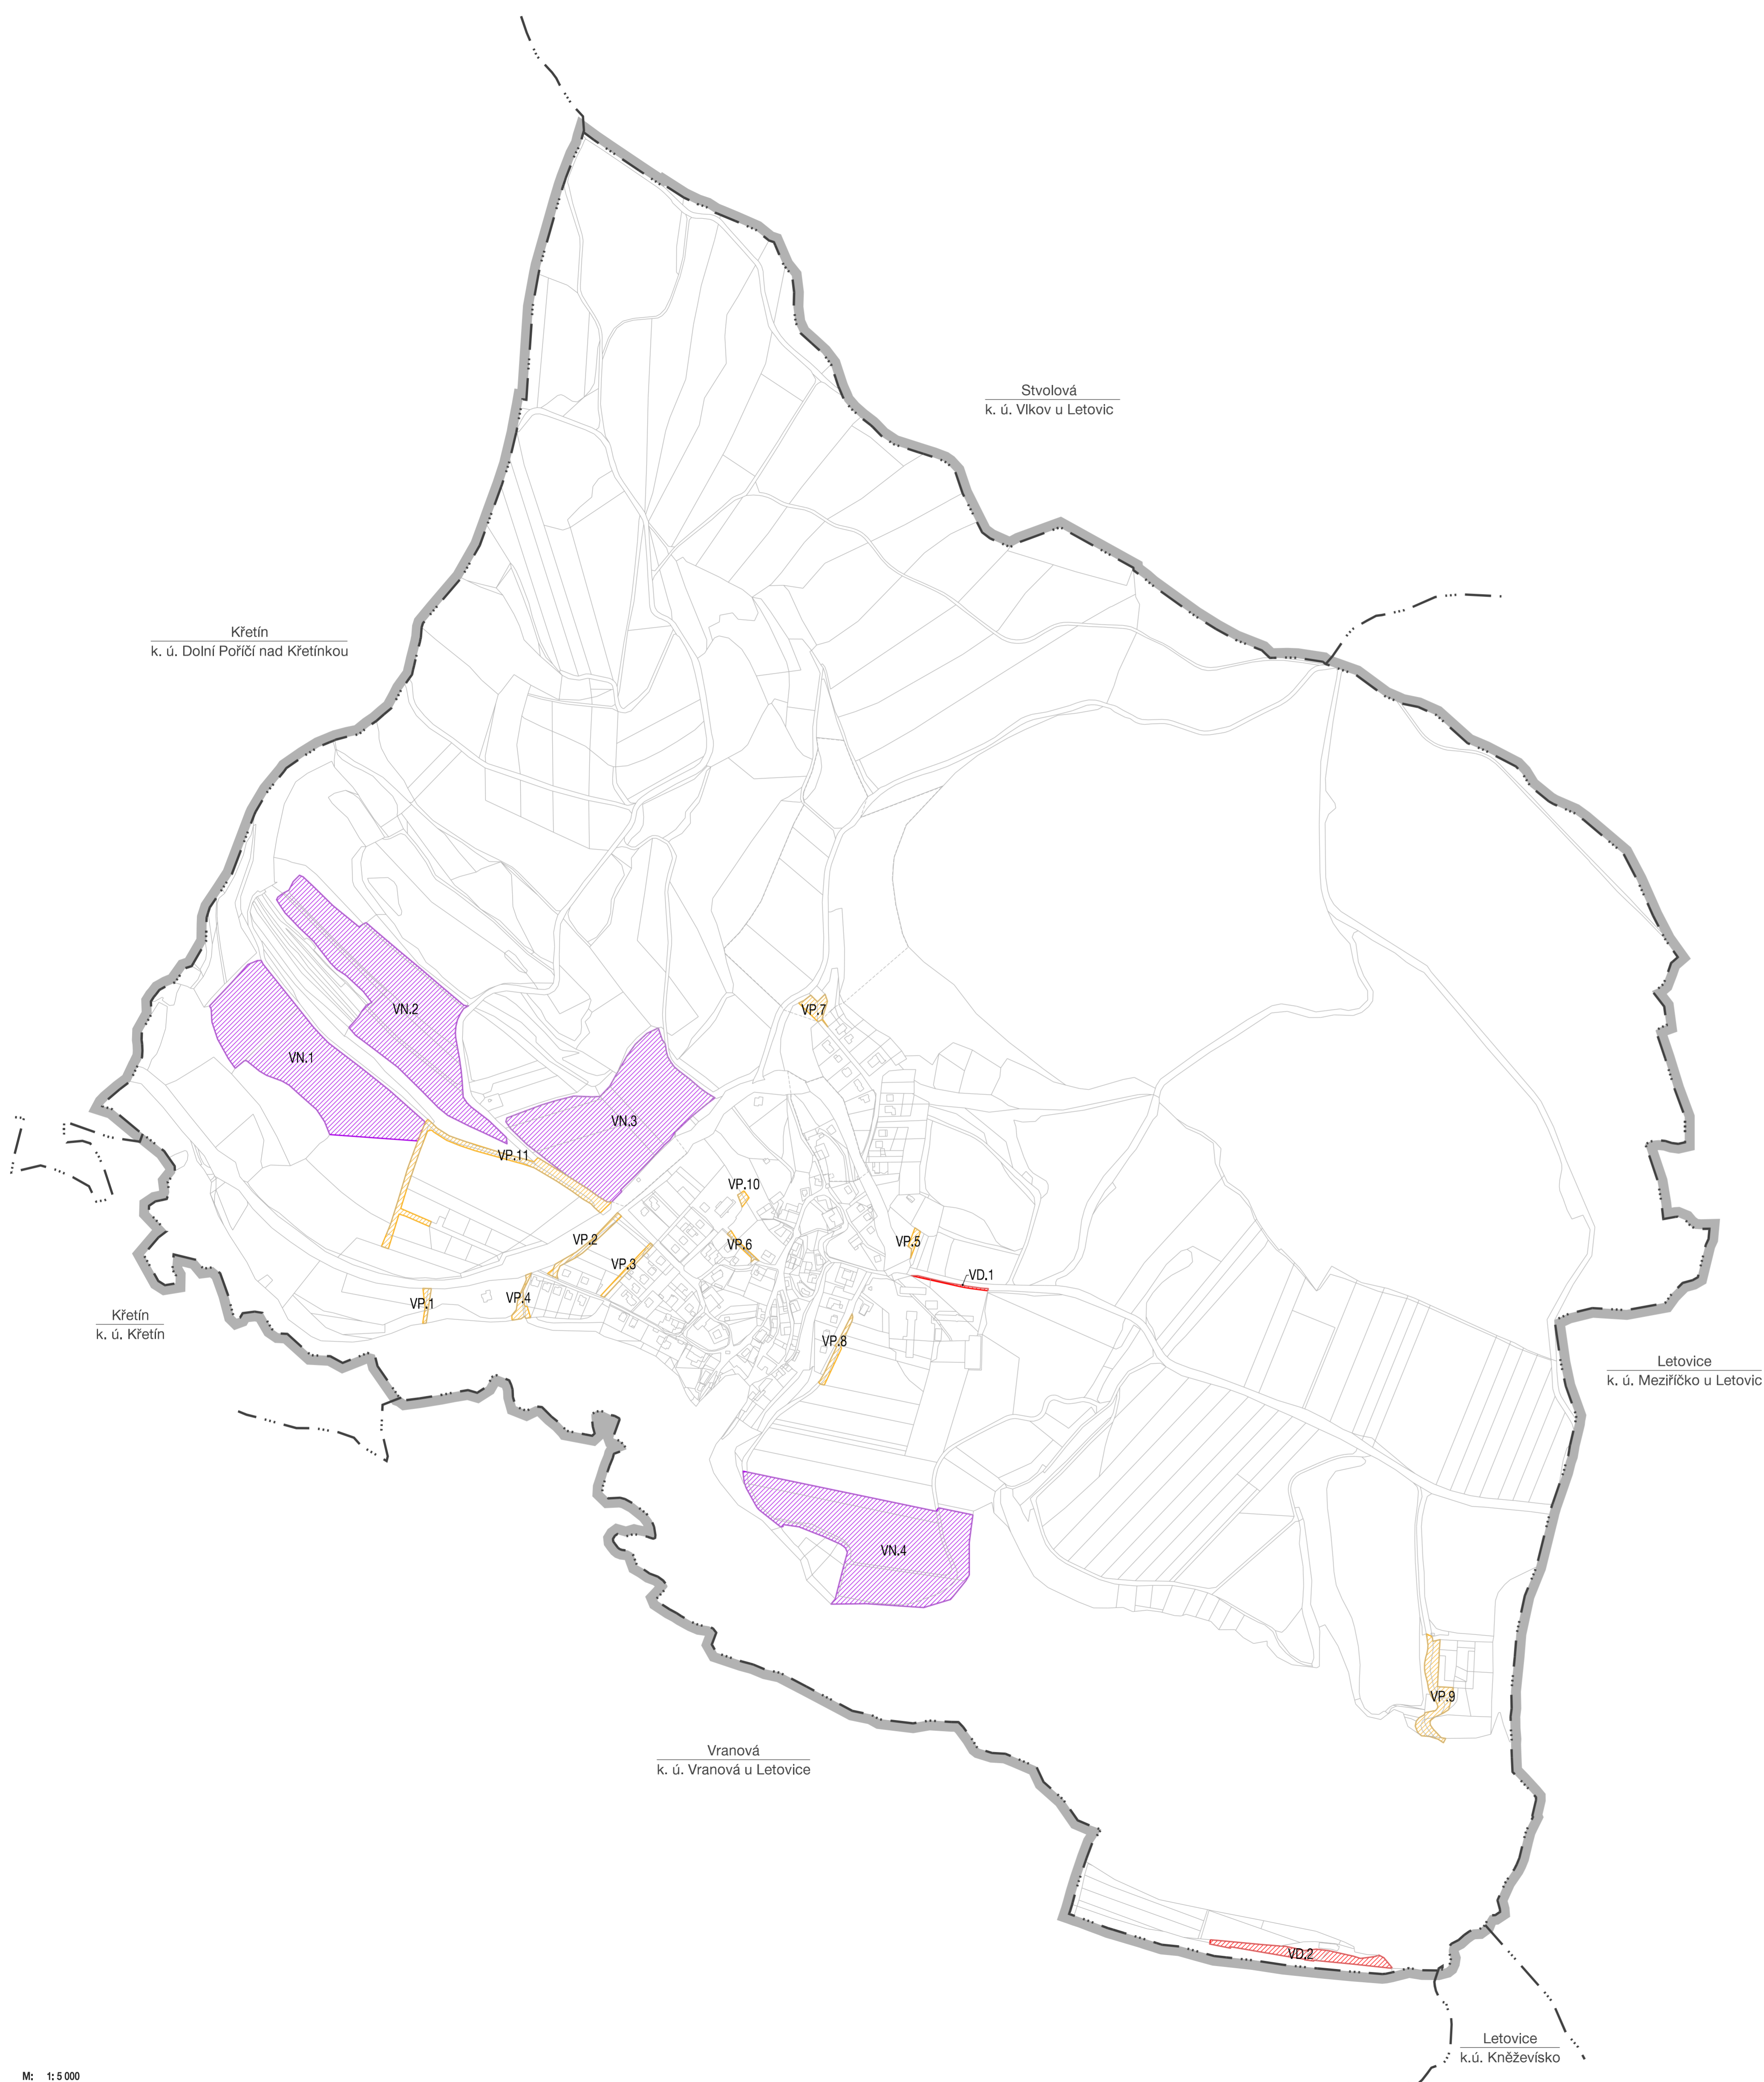 Stvolová
k. ú. Vlkov u Letovic
Křetín
k. ú. Dolní Poříčí nad Křetínkou
VN.2
VP.7
VN.1
VN.3
VP.11
VP.10
VP.2
VP.6
VP.5
VP.3
VD.1
VP.4
VP.1
Křetín
k. ú. Křetín
VP.8
Letovice
k. ú. Meziříčko u Letovic
VN.4
VP.9
Vranová
k. ú. Vranová u Letovice
VD.2
Letovice
k.ú. Kněževísko
M: 1: 5 000